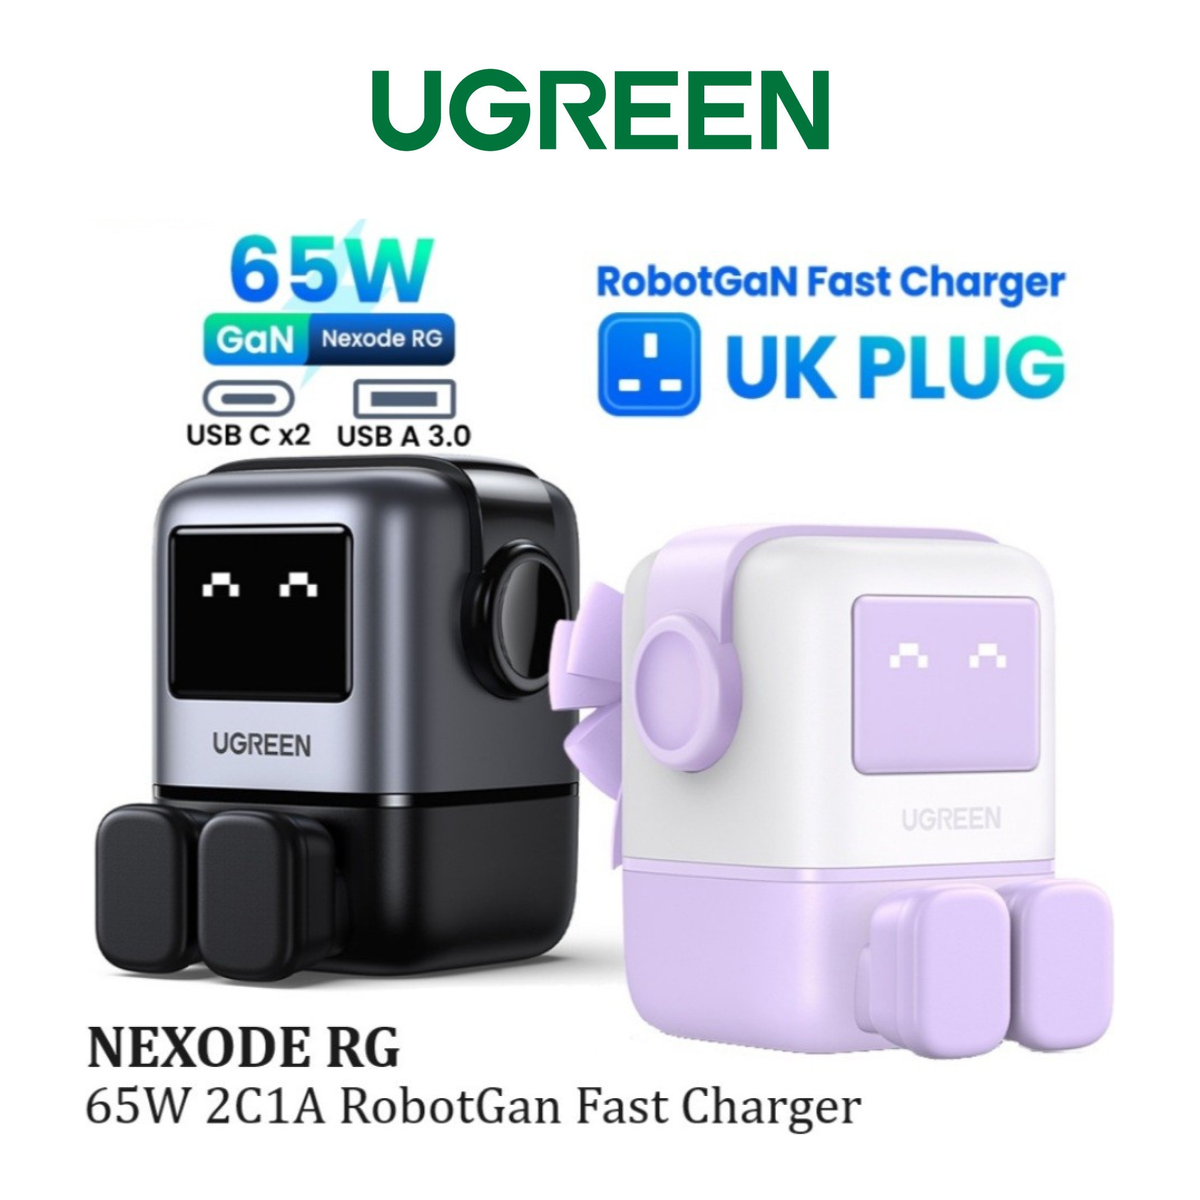 UGREEN
65W
GaN Nexode RG
USB C x2 USB A 3.0
RobotGaN Fast Charger
UK PLUG
UGREEN
UGREEN
NEXODE RG
65W 2C1A RobotGan Fast Charger